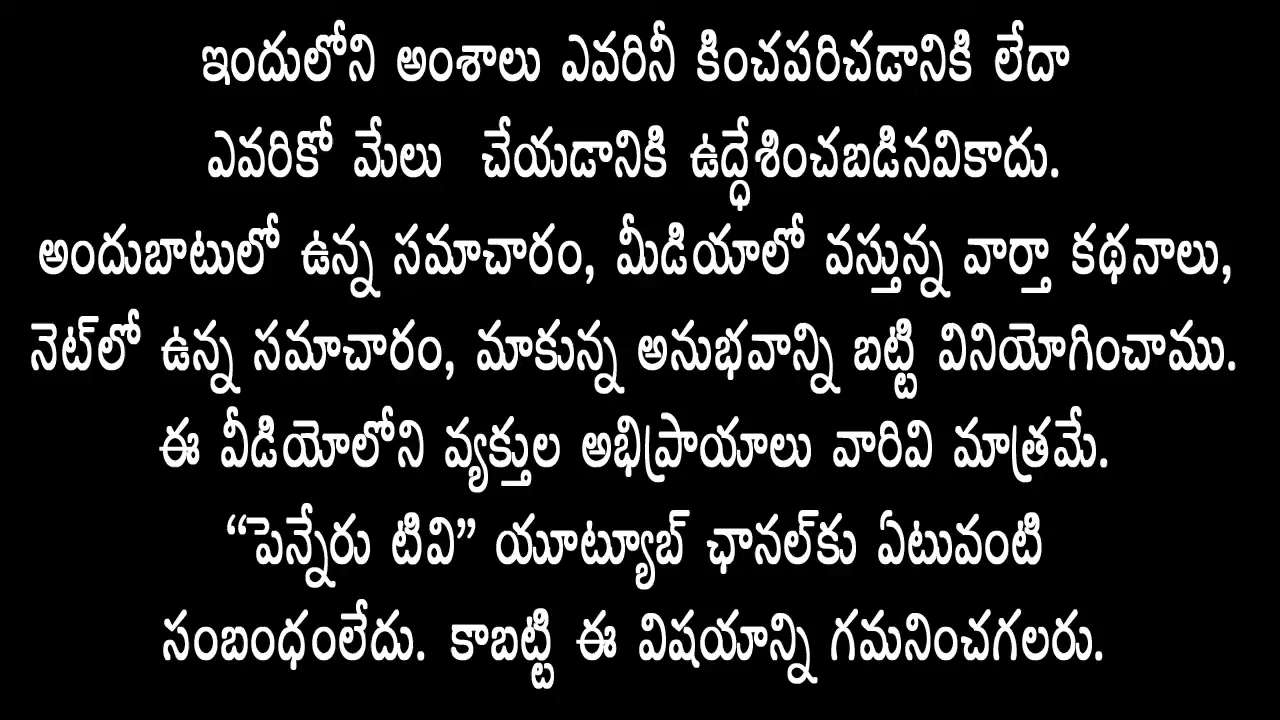 ఇందులోని అంశాలు ఎవరినీ కించపరిచడానికి లేదా
ఎవరికో మేలు చేయడానికి ఉద్ధేశించబడినవికాదు.
అందుబాటులో ఉన్న సమాచారం, మీడియాలో వస్తున్న వార్తా కథనాలు,
నెట్‌లో ఉన్న సమాచారం, మాకున్న అనుభవాన్ని బట్టి వినియోగించాము.
ఈ వీడియోలోని వ్యక్తుల అభిప్రాయాలు వారివి మాత్రమే.
“పెన్నేరు టివి” యూట్యూబ్ ఛానల్‌కు ఏటువంటి
సంబంధంలేదు. కాబట్టి ఈ విషయాన్ని గమనించగలరు.